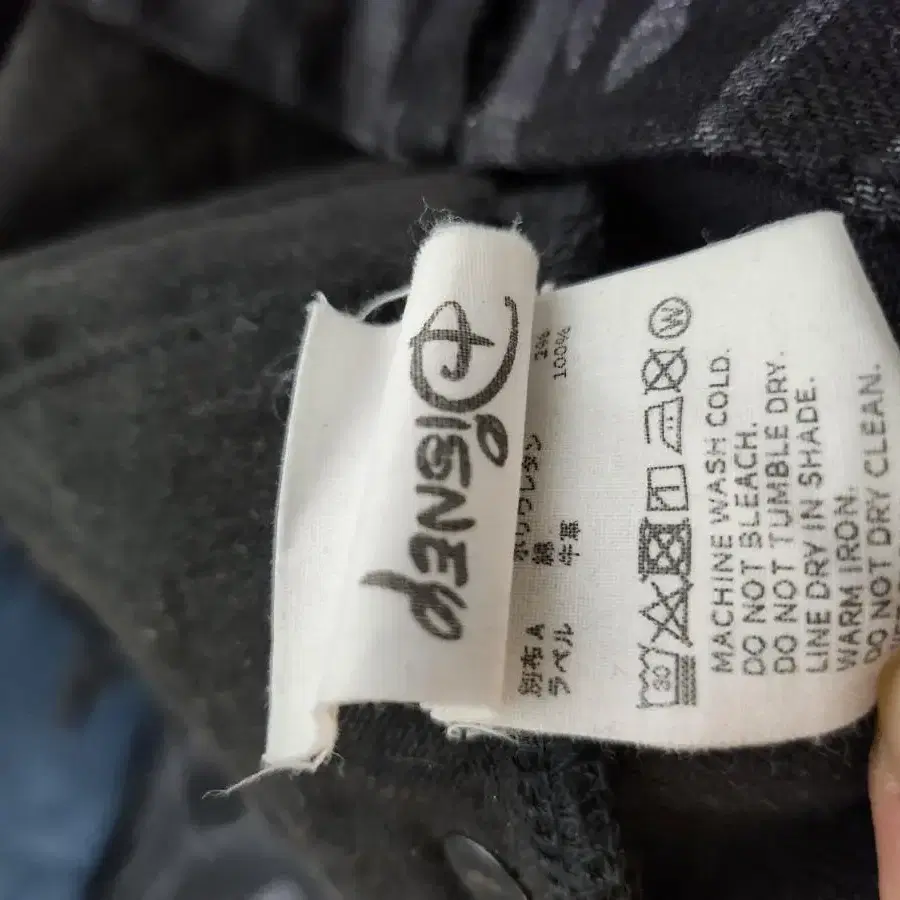 Disney
ポリウレタン
別布A 綿 100%
ラベル 牛革
30 W
MACHINE WASH COLD.
DO NOT BLEACH.
DO NOT TUMBLE DRY.
LINE DRY IN SHADE.
WARM IRON.
DO NOT DRY CLEAN.